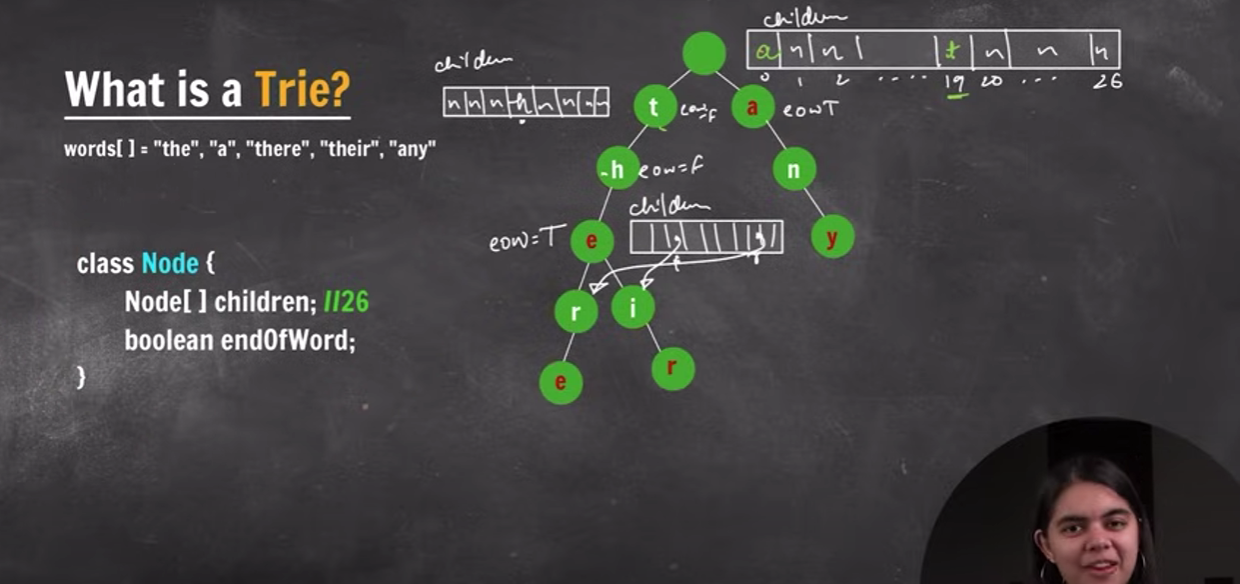 What is a Trie?
words[ ] = "the", "a", "there", "their", "any"
class Node {
Node[ ] children; //26
boolean endOfWord;
}
children
a n n t n n n
0 1 2 ..... 19 20 ... 26
children
n n n h n n n n
t eow=F
a eowT
h eow=F
n
children
eow=T e
y
r
i
e
r